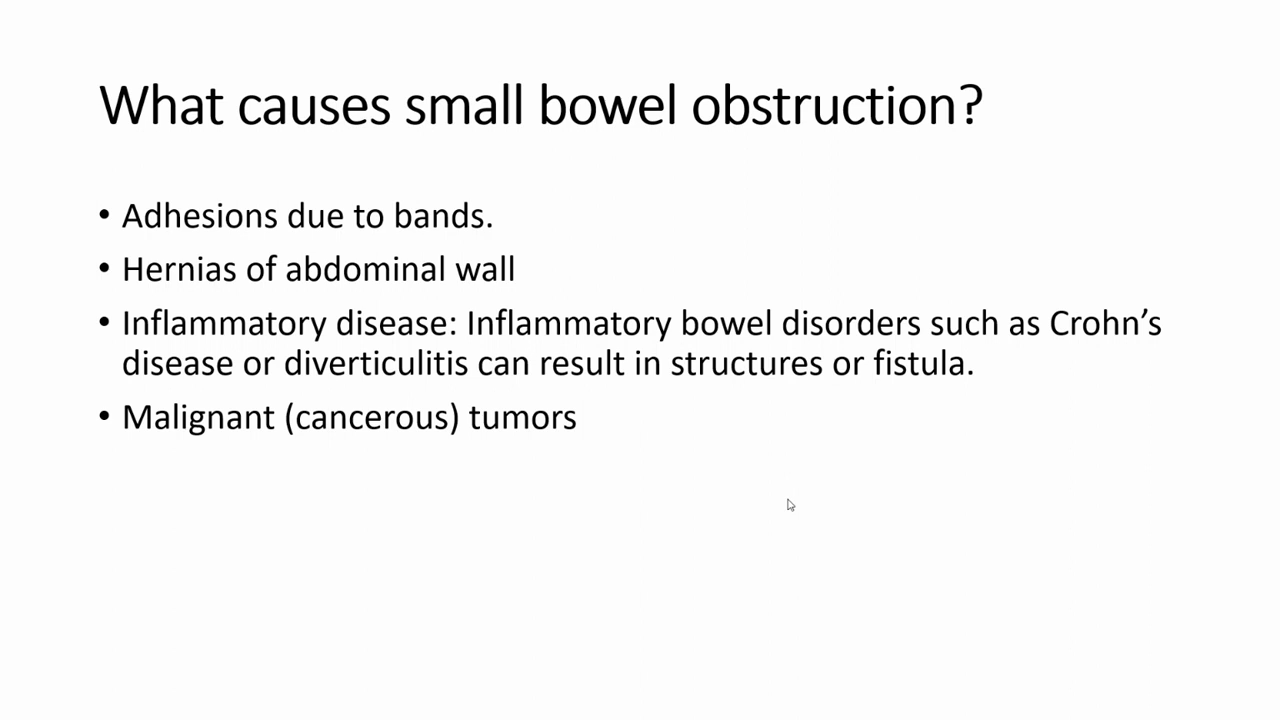 What causes small bowel obstruction?
• Adhesions due to bands.
• Hernias of abdominal wall
• Inflammatory disease: Inflammatory bowel disorders such as Crohn’s
disease or diverticulitis can result in structures or fistula.
• Malignant (cancerous) tumors